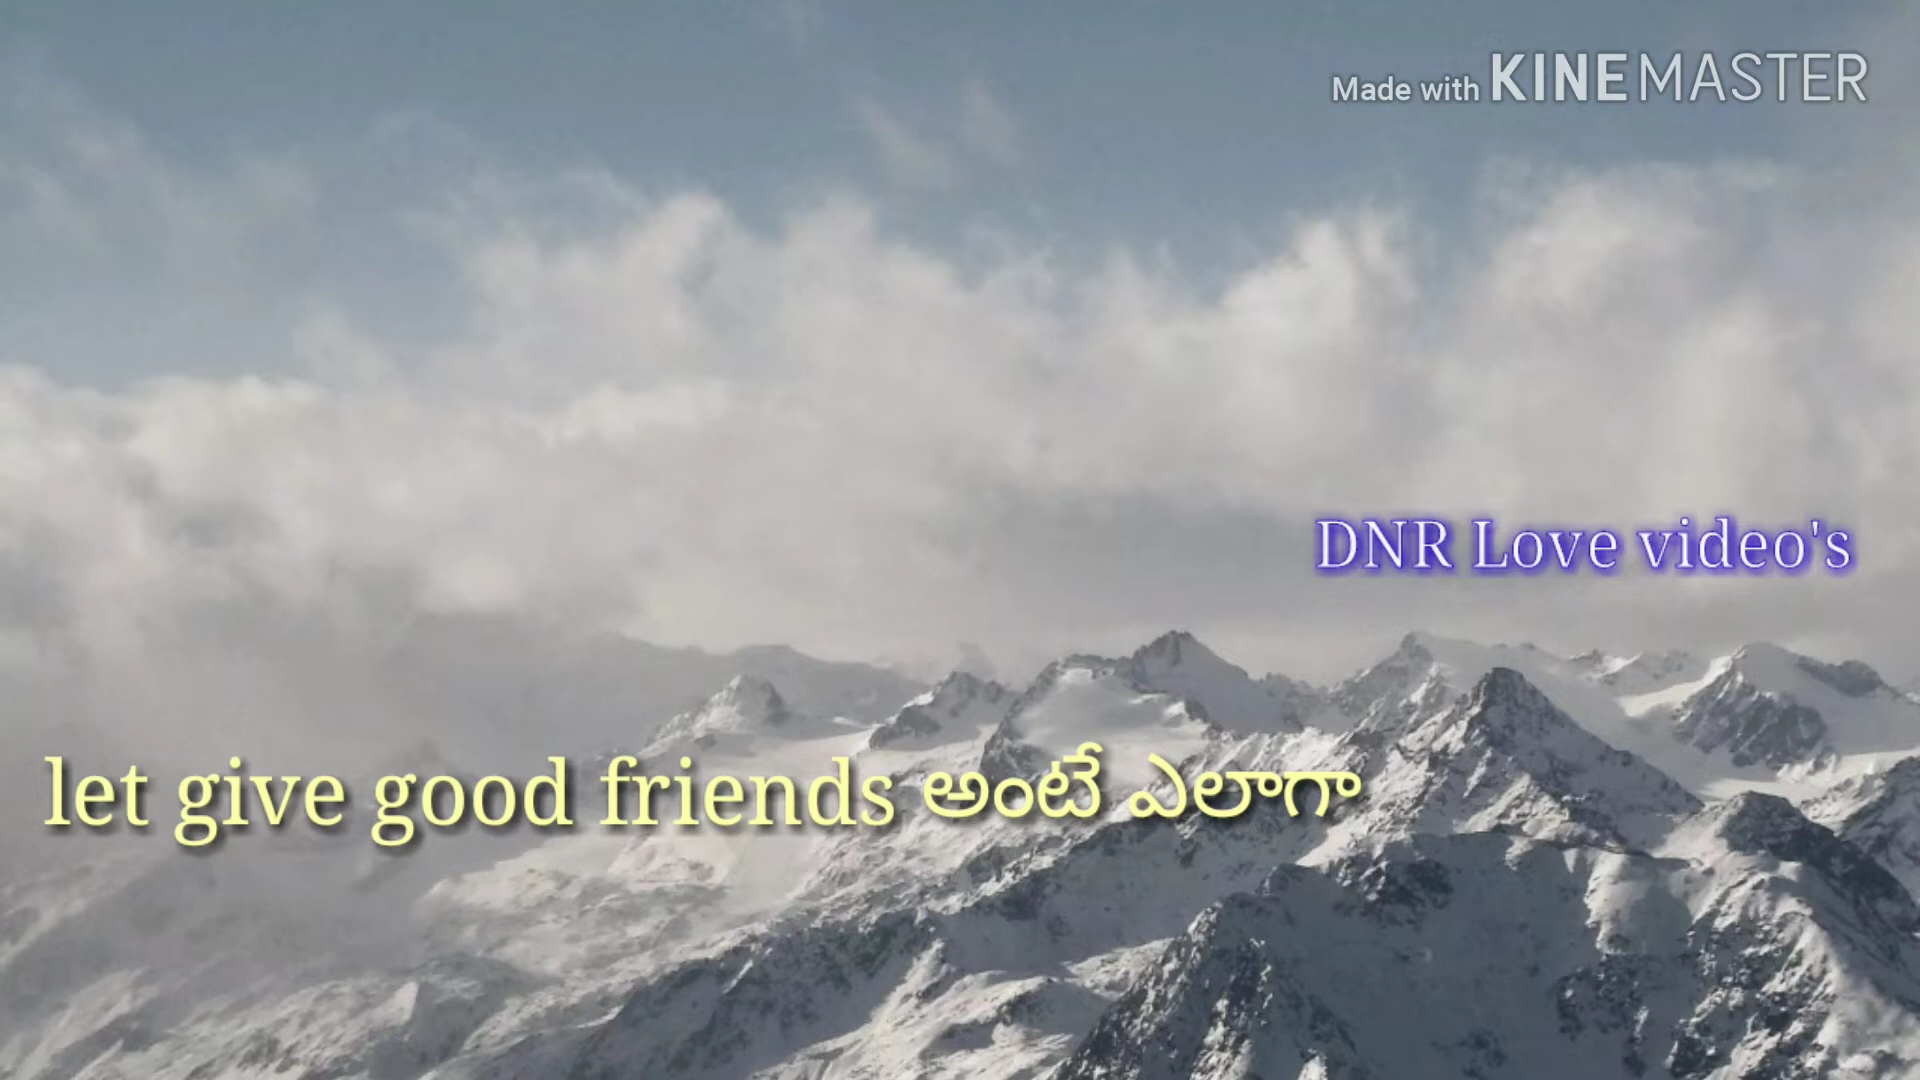 Made with KINEMASTER
DNR Love video's
let give good friends అంటే ఎలాగా